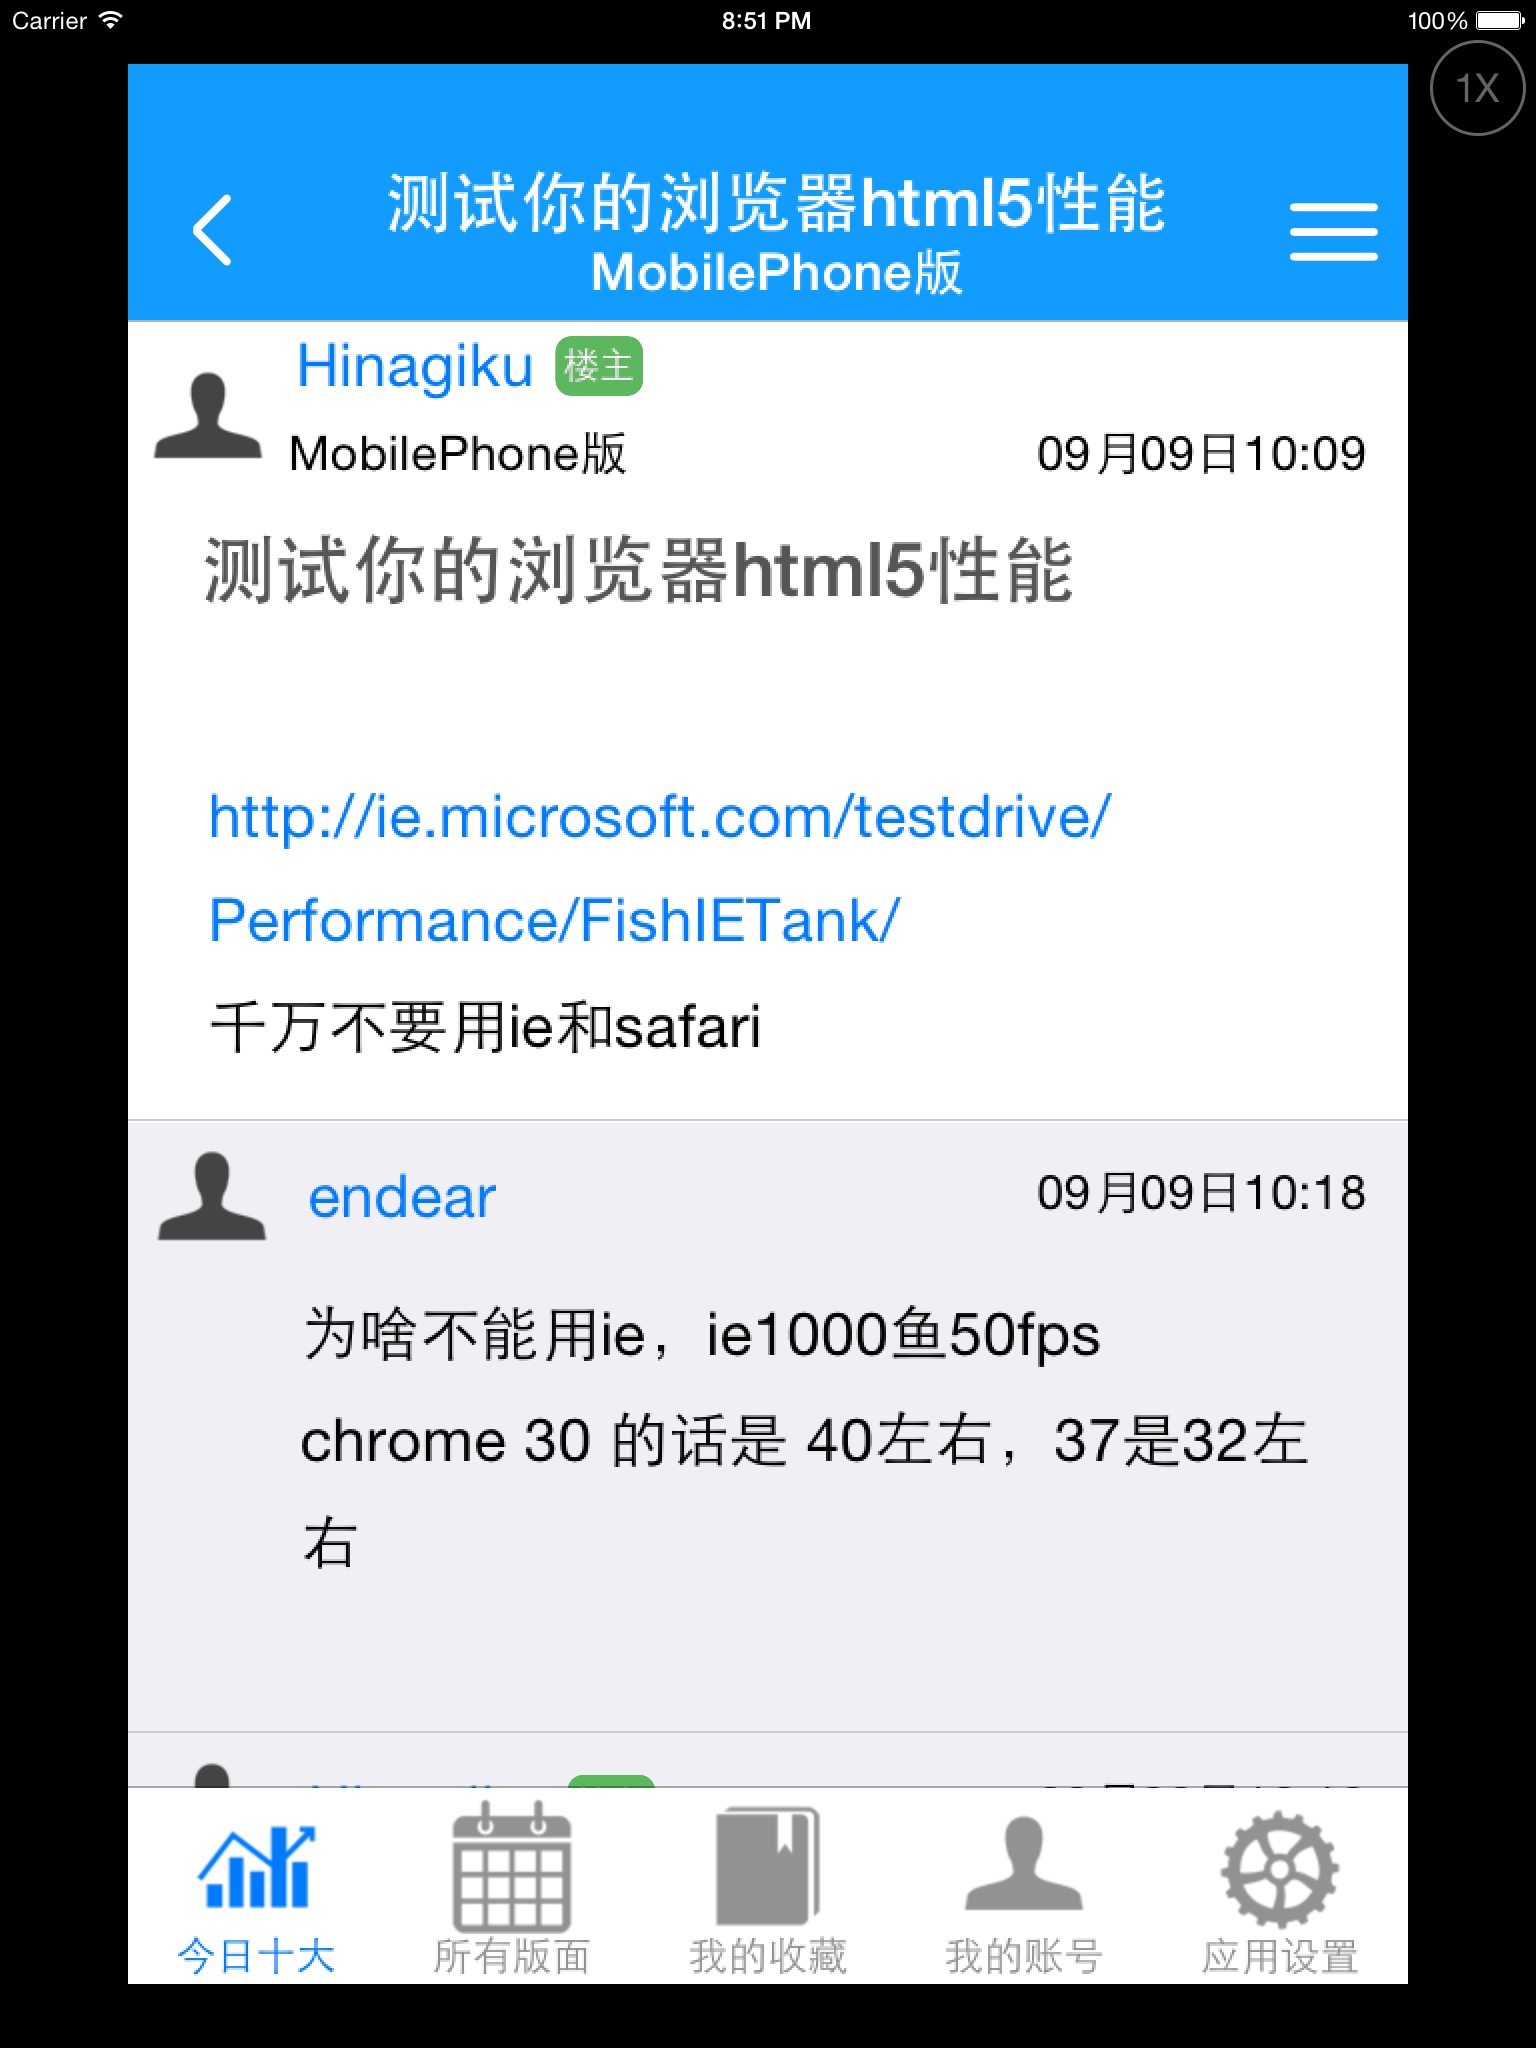 Carrier 8:51 PM 100%
1X
测试你的浏览器html5性能
MobilePhone版
Hinagiku 楼主
MobilePhone版 09月09日10:09
测试你的浏览器html5性能
http://ie.microsoft.com/testdrive/
Performance/FishIETank/
千万不要用ie和safari
endear 09月09日10:18
为啥不能用ie，ie1000鱼50fps
chrome 30 的话是 40左右，37是32左
右
今日十大 所有版面 我的收藏 我的账号 应用设置